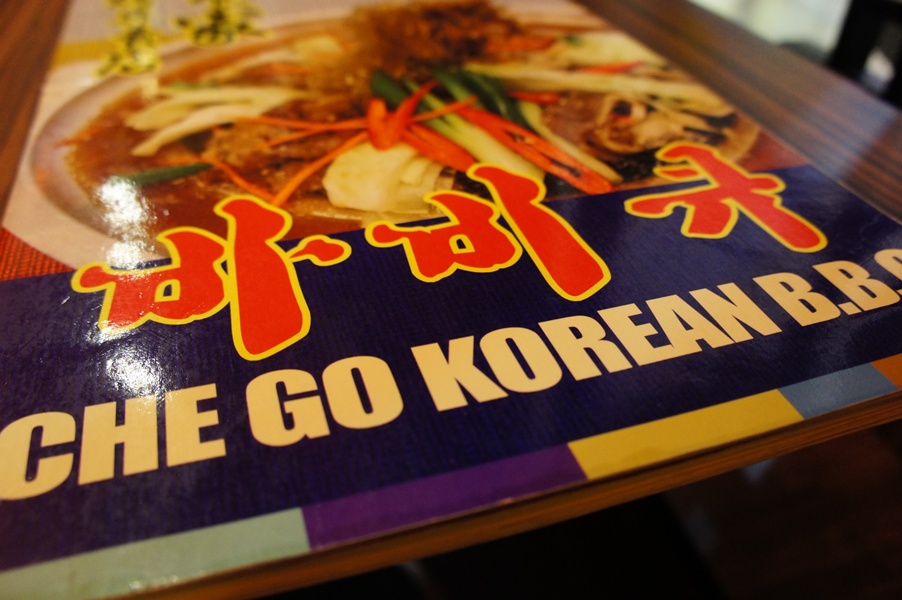 바비큐
CHE GO KOREAN B.B.Q